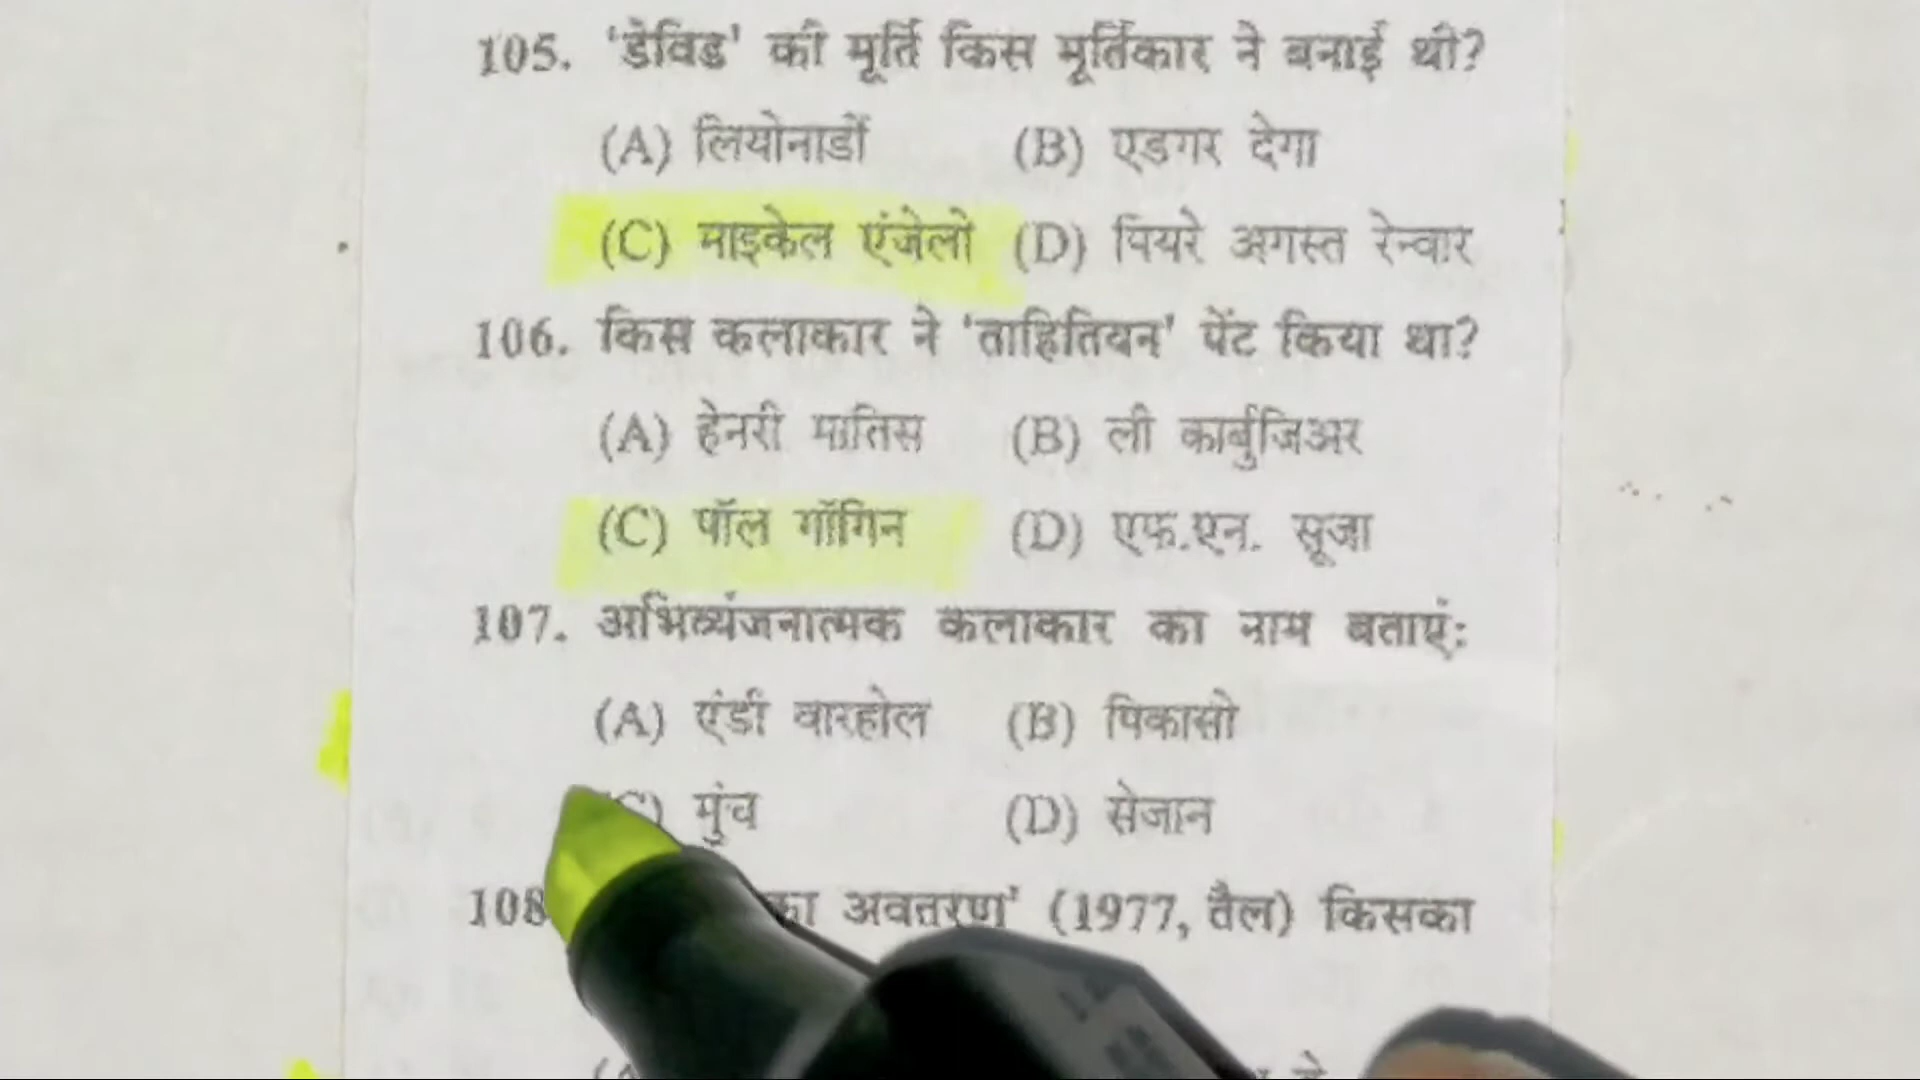 105. 'डेविड' की मूर्ति किस मूर्तिकार ने बनाई थी?
(A) लियोनार्डो (B) एडगर देगा
(C) माइकेल एंजेलो (D) पियरे अगस्त रेन्वार
106. किस कलाकार ने 'ताहितियन' पेंट किया था?
(A) हेनरी मातिस (B) ली कार्बुजिअर
(C) पॉल गॉगिन (D) एफ.एन. सूजा
107. अभिव्यंजनात्मक कलाकार का नाम बताएं:
(A) एंडी वारहोल (B) पिकासो
(C) मुंच (D) सेजान
108 का अवतरण' (1977, तैल) किसका